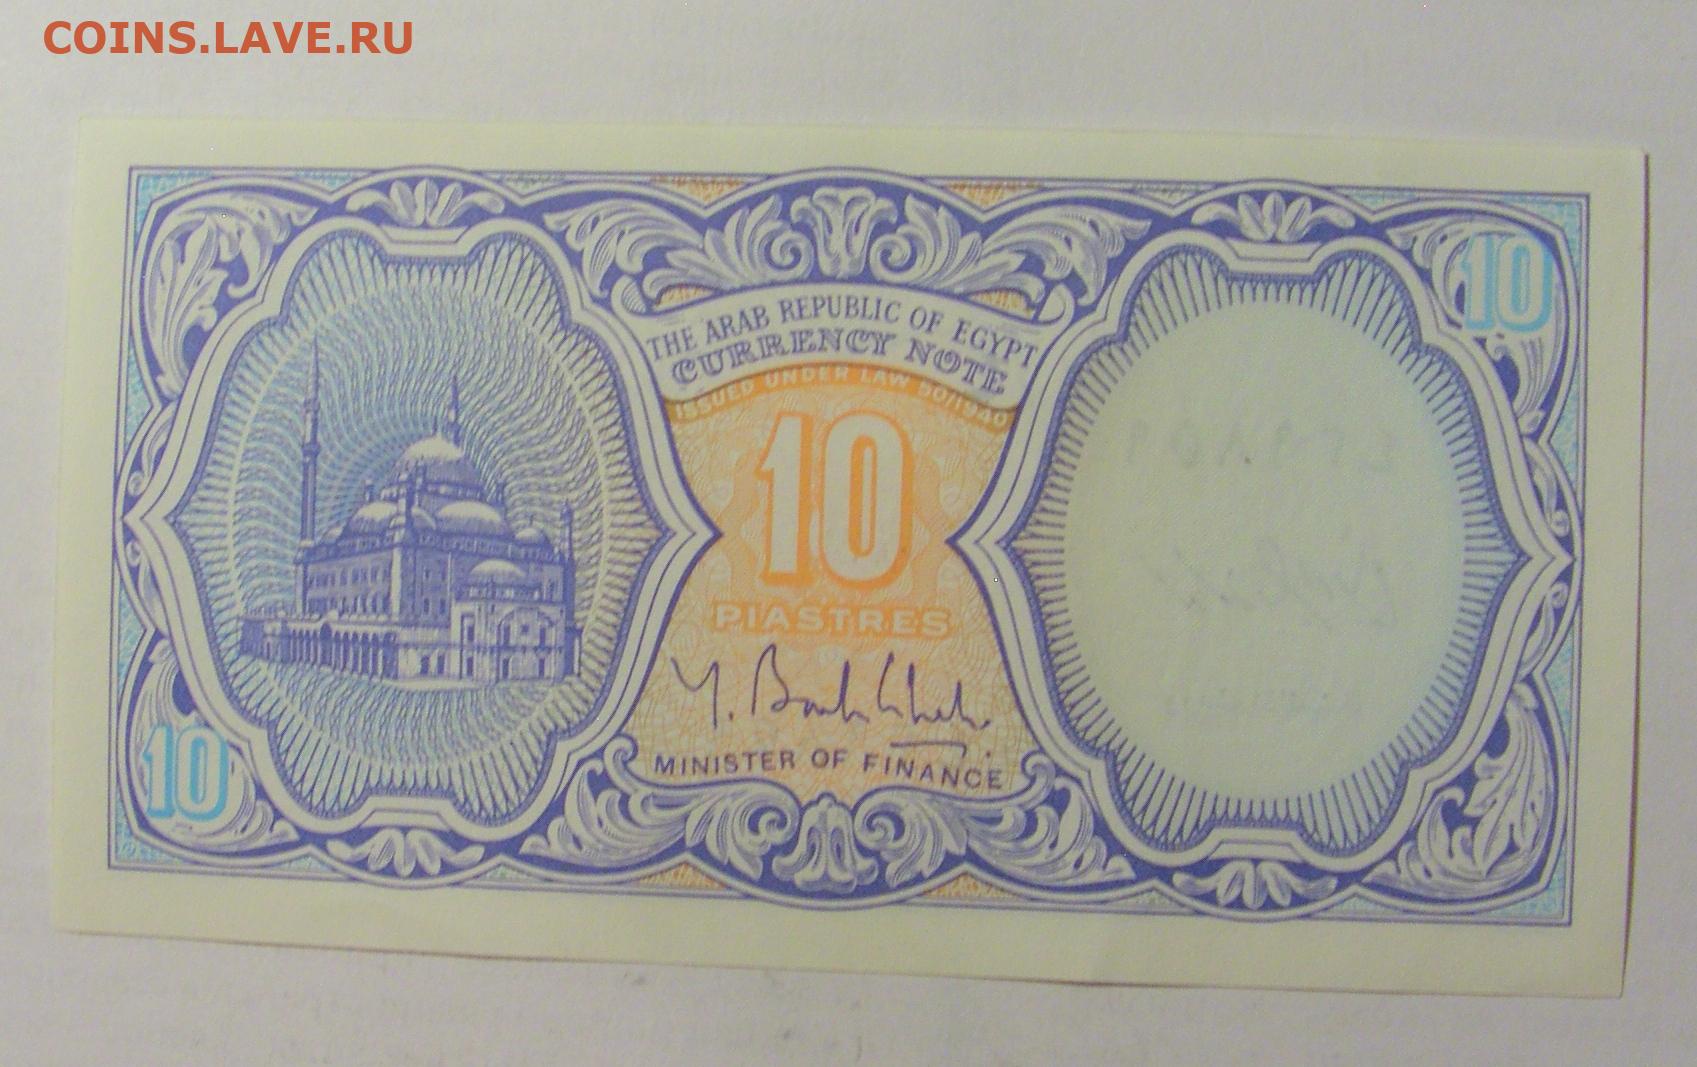 COINS.LAVE.RU
10
THE ARAB REPUBLIC OF EGYPT
CURRENCY NOTE
ISSUED UNDER LAW 50/1940
10
PIASTRES
MINISTER OF FINANCE
10